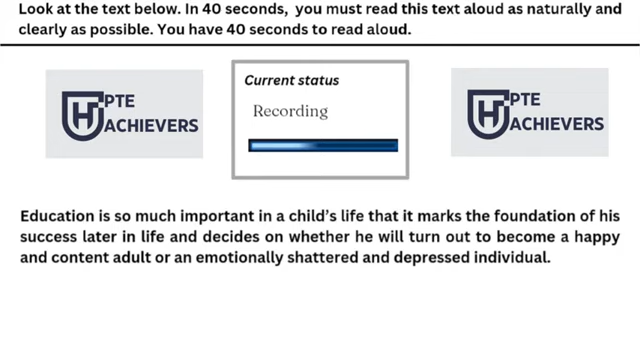 Look at the text below. In 40 seconds, you must read this text aloud as naturally and
clearly as possible. You have 40 seconds to read aloud.
PTE
ACHIEVERS
Current status
Recording
PTE
ACHIEVERS
Education is so much important in a child's life that it marks the foundation of his
success later in life and decides on whether he will turn out to become a happy
and content adult or an emotionally shattered and depressed individual.